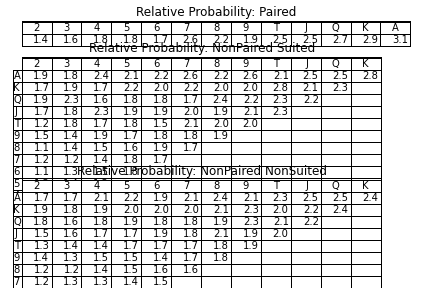 Relative Probability: Paired
2 3 4 5 6 7 8 9 T J Q K A
1.4 1.6 1.8 1.8 1.7 2.6 2.2 1.9 2.5 2.5 2.7 2.9 3.1
Relative Probability: NonPaired Suited
2 3 4 5 6 7 8 9 T J Q K
A 1.9 1.8 2.4 2.1 2.2 2.6 2.2 2.6 2.1 2.5 2.5 2.8
K 1.7 1.9 1.7 2.2 2.0 2.2 2.0 2.0 2.8 2.1 2.3
Q 1.9 2.3 1.6 1.8 1.8 1.7 2.4 2.2 2.3 2.2
J 1.7 1.8 2.3 1.9 1.9 2.0 1.9 2.1 2.3
T 1.2 1.8 1.7 1.8 1.5 2.1 2.0 2.0
9 1.5 1.4 1.9 1.7 1.8 1.8 1.9
8 1.1 1.4 1.5 1.6 1.9 1.7
7 1.2 1.2 1.4 1.8 1.7
6 1.1 1.3
Relative Probability: NonPaired NonSuited
5 2 3 4 5 6 7 8 9 T J Q K
A 1.7 1.7 2.1 2.2 1.9 2.1 2.4 2.1 2.3 2.5 2.5 2.4
K 1.9 1.8 1.9 2.0 2.0 2.0 2.1 2.3 2.0 2.2 2.4
Q 1.8 1.6 1.8 1.9 1.8 1.8 1.9 2.3 2.1 2.2
J 1.5 1.6 1.7 1.7 1.9 1.8 2.1 1.9 2.0
T 1.3 1.4 1.4 1.7 1.7 1.7 1.8 1.9
9 1.4 1.3 1.5 1.5 1.4 1.7 1.8
8 1.2 1.2 1.4 1.5 1.6 1.6
7 1.2 1.3 1.3 1.4 1.5